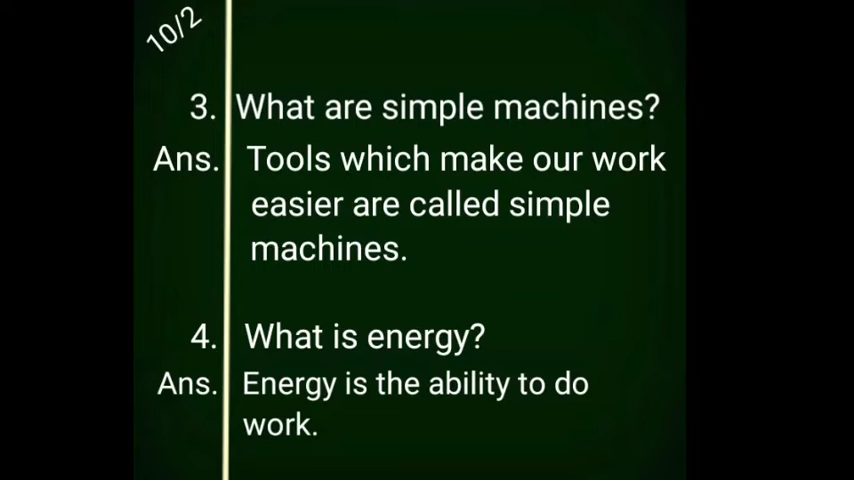 10/2
3. What are simple machines?
Ans. Tools which make our work
easier are called simple
machines.
4. What is energy?
Ans. Energy is the ability to do
work.